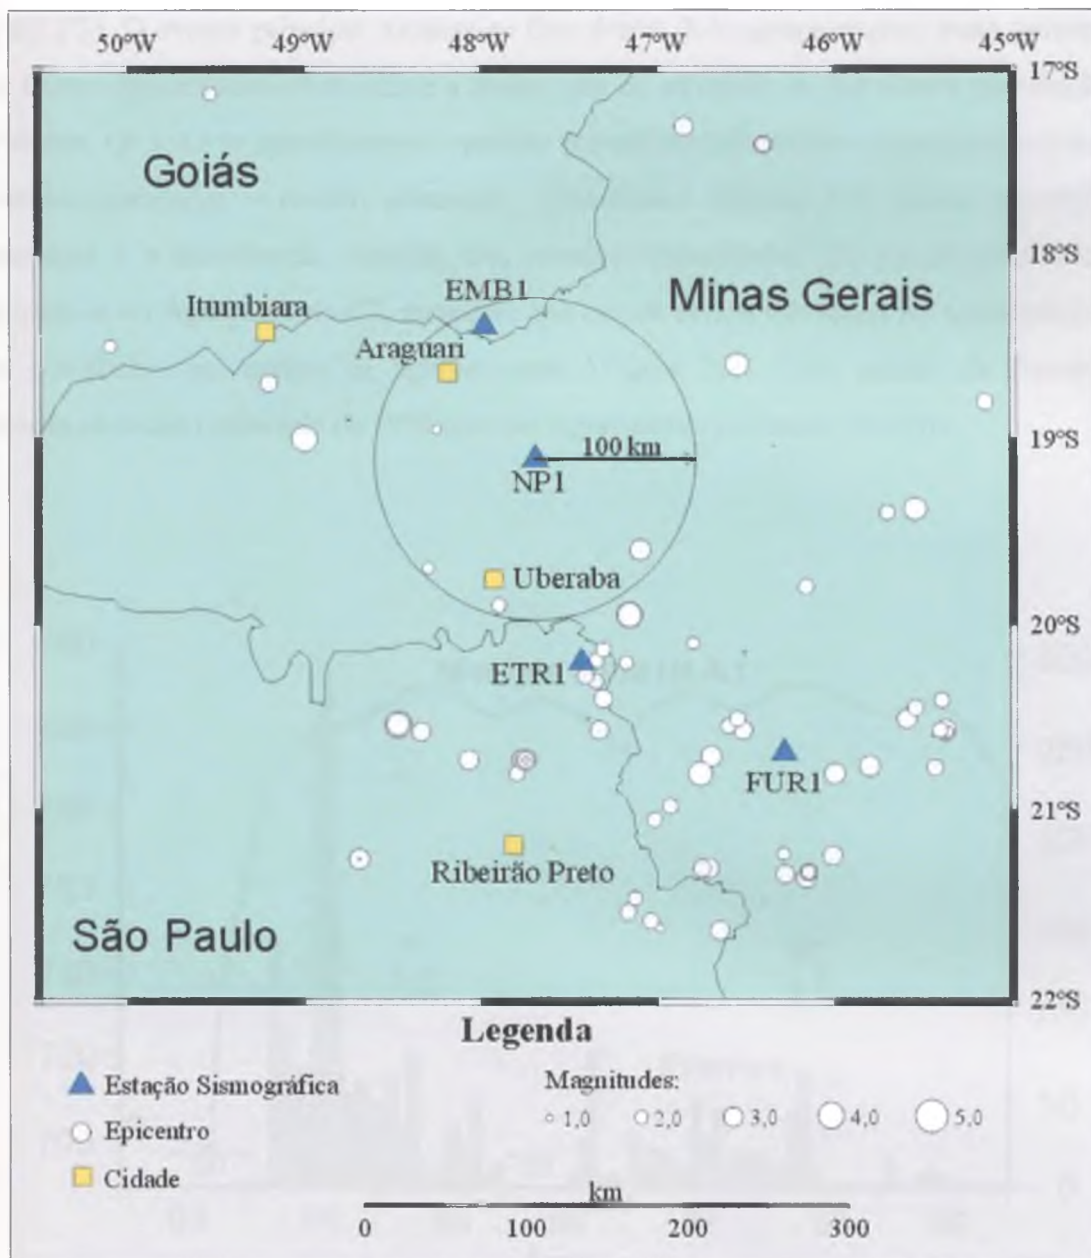 50°W 49°W 48°W 47°W 46°W 45°W
17°S
Goiás
18°S
EMB1
Minas Gerais
Itumbiara
Araguari
19°S
100 km
NP1
Uberaba
20°S
ETR1
FUR1
21°S
Ribeirão Preto
São Paulo
22°S
Legenda
Estação Sismográfica
Magnitudes:
Epicentro
1,0 2,0 3,0 4,0 5,0
Cidade
km
0 100 200 300